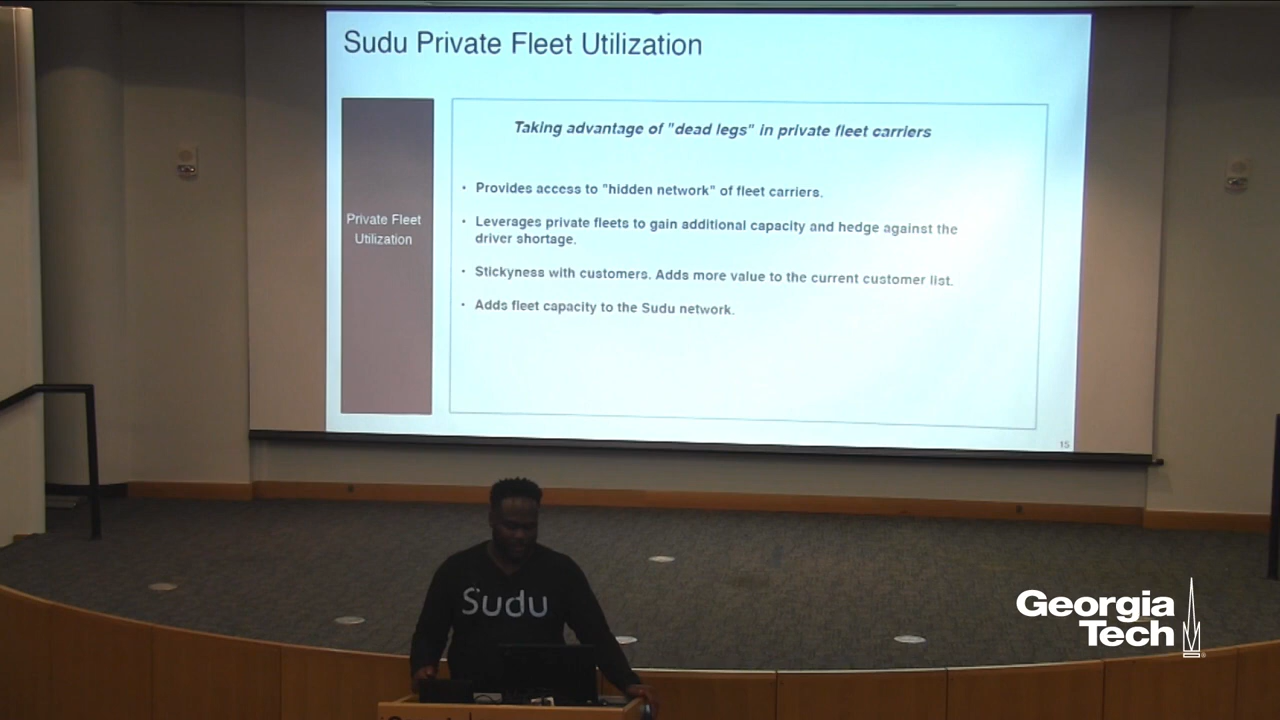 Sudu Private Fleet Utilization
Private Fleet
Utilization
Taking advantage of "dead legs" in private fleet carriers
• Provides access to "hidden network" of fleet carriers.
• Leverages private fleets to gain additional capacity and hedge against the
driver shortage.
• Stickyness with customers. Adds more value to the current customer list.
• Adds fleet capacity to the Sudu network.
15
Sudu
Georgia
Tech